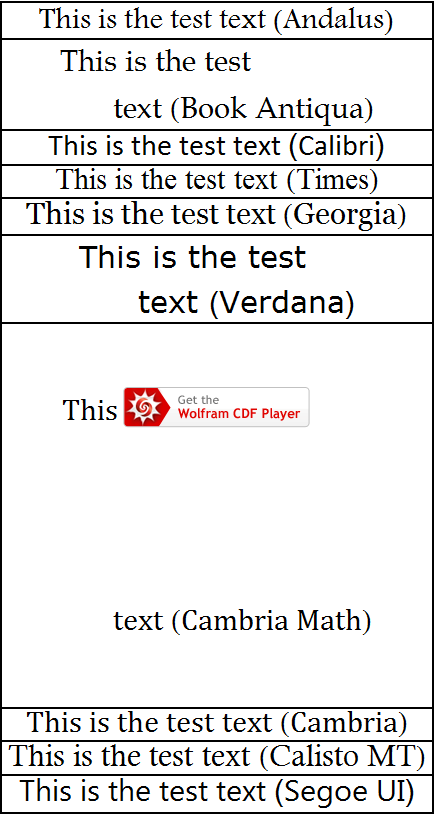 This is the test text (Andalus)
This is the test
text (Book Antiqua)
This is the test text (Calibri)
This is the test text (Times)
This is the test text (Georgia)
This is the test
text (Verdana)
This Get the
Wolfram CDF Player
text (Cambria Math)
This is the test text (Cambria)
This is the test text (Calisto MT)
This is the test text (Segoe UI)